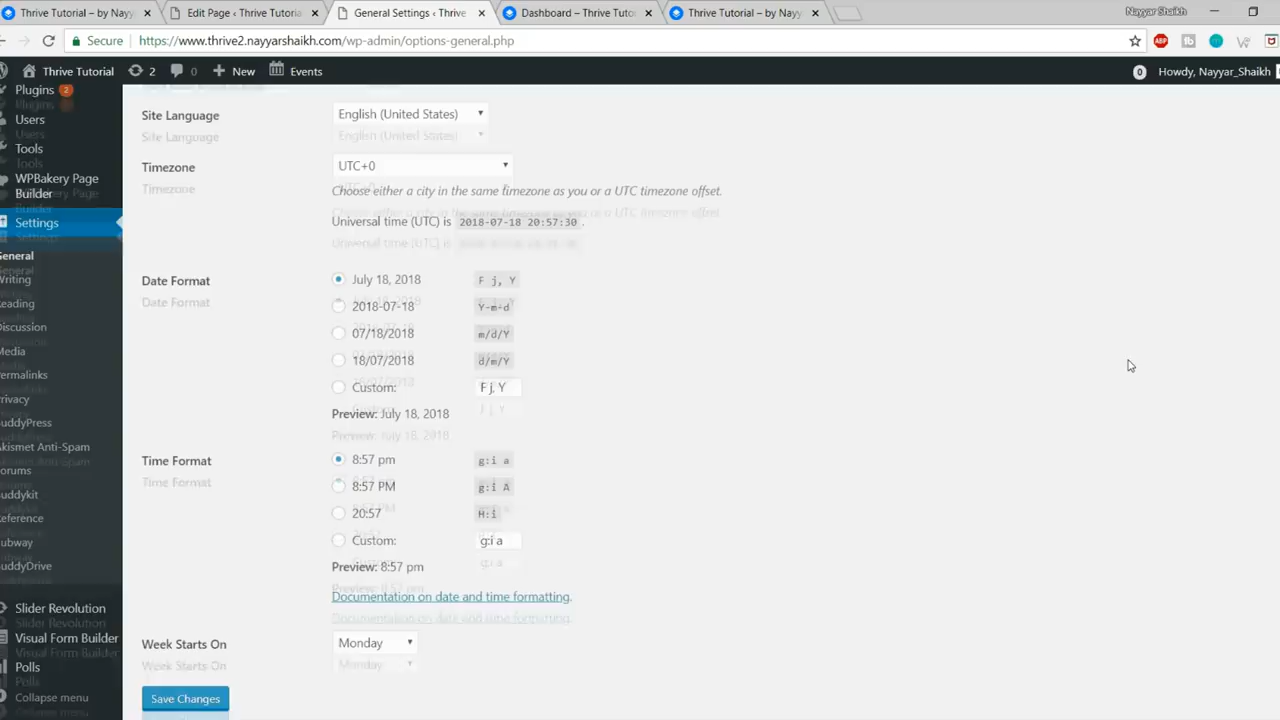 Thrive Tutorial – by Nayy
Edit Page ‹ Thrive Tutoria
General Settings ‹ Thrive
Dashboard – Thrive Tuto
Thrive Tutorial – by Nayy
Nayyar Shaikh
Secure
https://www.thrive2.nayyarshaikh.com/wp-admin/options-general.php
ABP
Thrive Tutorial
2
0
New
Events
0
Howdy, Nayyar_Shaikh
Plugins 2
Users
Tools
WPBakery Page
Builder
Settings
General
Writing
Reading
Discussion
Media
Permalinks
Privacy
BuddyPress
Akismet Anti-Spam
Forums
Buddykit
Reference
Subway
BuddyDrive
Slider Revolution
Visual Form Builder
Polls
Collapse menu
Site Language English (United States)
Timezone UTC+0
Choose either a city in the same timezone as you or a UTC timezone offset.
Universal time (UTC) is 2018-07-18 20:57:30 .
Date Format July 18, 2018 F j, Y
2018-07-18 Y-m-d
07/18/2018 m/d/Y
18/07/2018 d/m/Y
Custom: F j, Y
Preview: July 18, 2018
Time Format 8:57 pm g:i a
8:57 PM g:i A
20:57 H:i
Custom: g:i a
Preview: 8:57 pm
Documentation on date and time formatting.
Week Starts On Monday
Save Changes